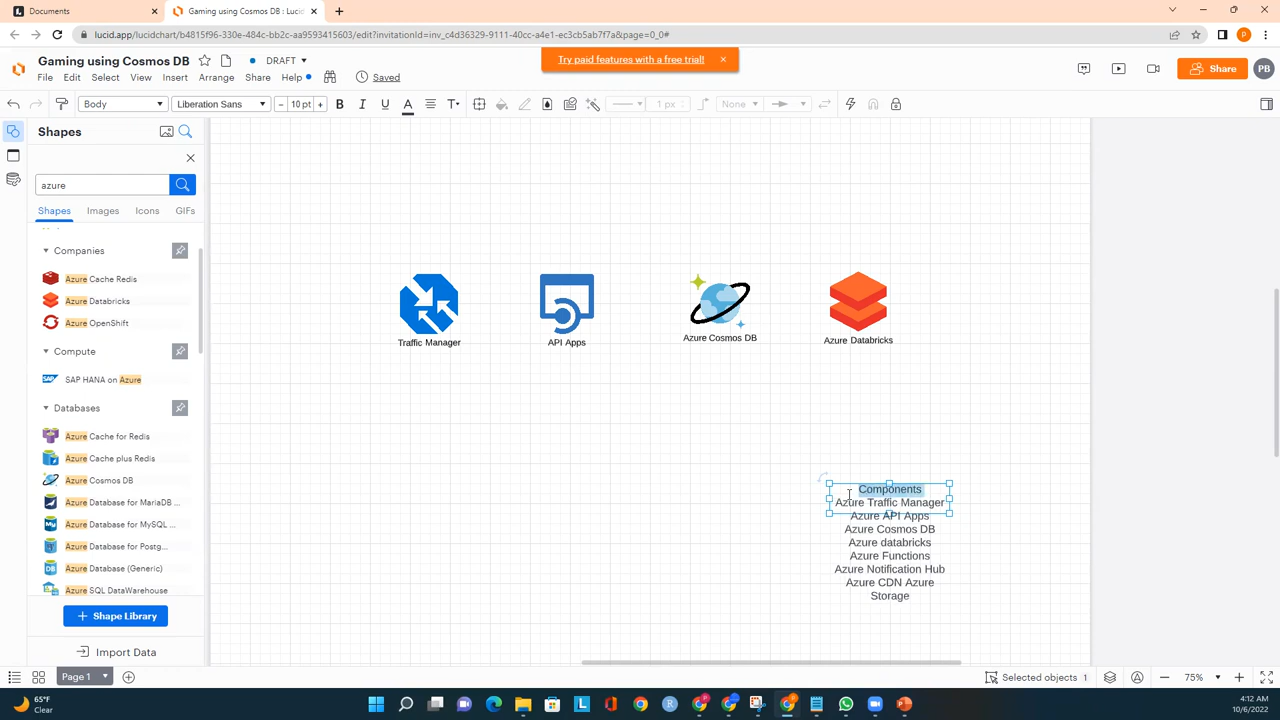 Documents
Gaming using Cosmos DB : Lucid
lucid.app/lucidchart/b4815f96-330e-484c-bb2c-aa9593415603/edit?invitationId=inv_c4d36329-9111-40cc-a4e1-ec3cb5ab7f7a&page=0_0#
Gaming using Cosmos DB
DRAFT
Try paid features with a free trial!
Share
PB
File
Edit
Select
View
Insert
Arrange
Share
Help
Saved
Body
Liberation Sans
10 pt
1 px
None
Shapes
azure
Shapes
Images
Icons
GIFs
Companies
Azure Cache Redis
Azure Databricks
Azure OpenShift
Compute
SAP HANA on Azure
Databases
Azure Cache for Redis
Azure Cache plus Redis
Azure Cosmos DB
Azure Database for MariaDB ...
Azure Database for MySQL ...
Azure Database for Postg...
Azure Database (Generic)
Azure SQL DataWarehouse
Shape Library
Import Data
Traffic Manager
API Apps
Azure Cosmos DB
Azure Databricks
Components
Azure Traffic Manager
Azure API Apps
Azure Cosmos DB
Azure databricks
Azure Functions
Azure Notification Hub
Azure CDN Azure
Storage
Page 1
Selected objects 1
75%
65°F
Clear
4:12 AM
10/6/2022